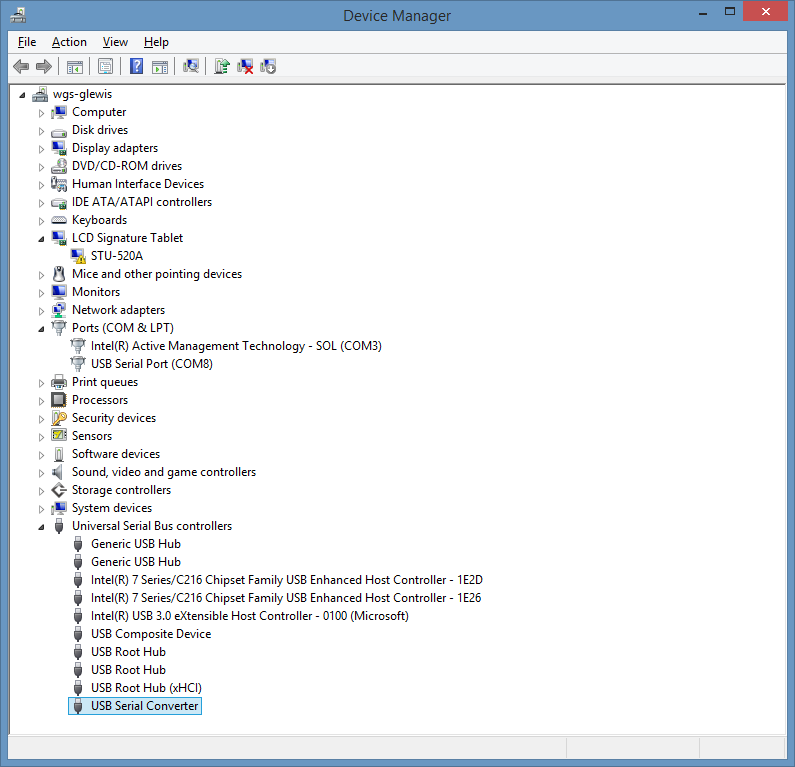 Device Manager
File Action View Help
wgs-glewis
Computer
Disk drives
Display adapters
DVD/CD-ROM drives
Human Interface Devices
IDE ATA/ATAPI controllers
Keyboards
LCD Signature Tablet
STU-520A
Mice and other pointing devices
Monitors
Network adapters
Ports (COM & LPT)
Intel(R) Active Management Technology - SOL (COM3)
USB Serial Port (COM8)
Print queues
Processors
Security devices
Sensors
Software devices
Sound, video and game controllers
Storage controllers
System devices
Universal Serial Bus controllers
Generic USB Hub
Generic USB Hub
Intel(R) 7 Series/C216 Chipset Family USB Enhanced Host Controller - 1E2D
Intel(R) 7 Series/C216 Chipset Family USB Enhanced Host Controller - 1E26
Intel(R) USB 3.0 eXtensible Host Controller - 0100 (Microsoft)
USB Composite Device
USB Root Hub
USB Root Hub
USB Root Hub (xHCI)
USB Serial Converter